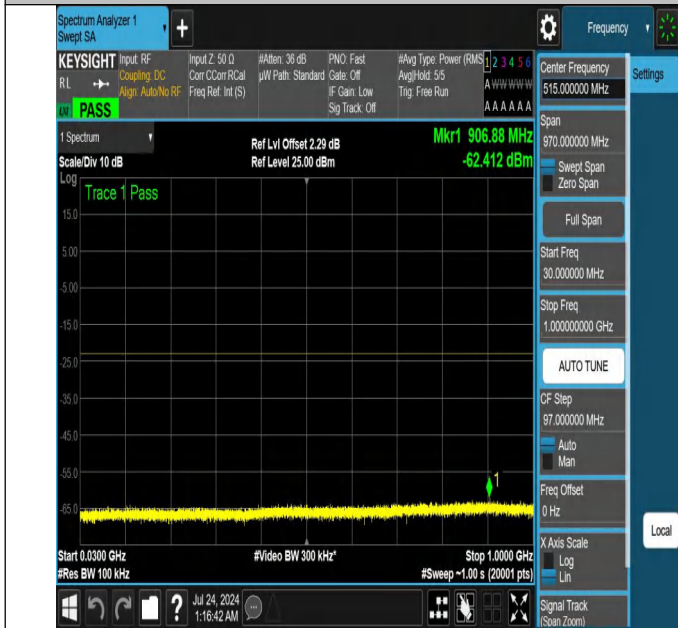 Spectrum Analyzer 1
Swept SA
Frequency
KEYSIGHT
RL
LXI
PASS
Input: RF
Coupling: DC
Align: Auto/No RF
Input Z: 50 Ω
Corr CCorr RCal
Freq Ref: Int (S)
#Atten: 36 dB
µW Path: Standard
PNO: Fast
Gate: Off
IF Gain: Low
Sig Track: Off
#Avg Type: Power (RMS
Avg|Hold: 5/5
Trig: Free Run
1 2 3 4 5 6
A W W W W W
A A A A A A
Center Frequency
515.000000 MHz
Settings
1 Spectrum
Scale/Div 10 dB
Ref Lvl Offset 2.29 dB
Ref Level 25.00 dBm
Mkr1 906.88 MHz
-62.412 dBm
Log
Trace 1 Pass
15.0
5.00
-5.00
-15.0
-25.0
-35.0
-45.0
-55.0
-65.0
1
Start 0.0300 GHz
#Res BW 100 kHz
#Video BW 300 kHz*
Stop 1.0000 GHz
#Sweep ~1.00 s (20001 pts)
Span
970.000000 MHz
Swept Span
Zero Span
Full Span
Start Freq
30.000000 MHz
Stop Freq
1.000000000 GHz
AUTO TUNE
CF Step
97.000000 MHz
Auto
Man
Freq Offset
0 Hz
X Axis Scale
Log
Lin
Local
Signal Track
(Span Zoom)
?
Jul 24, 2024
1:16:42 AM